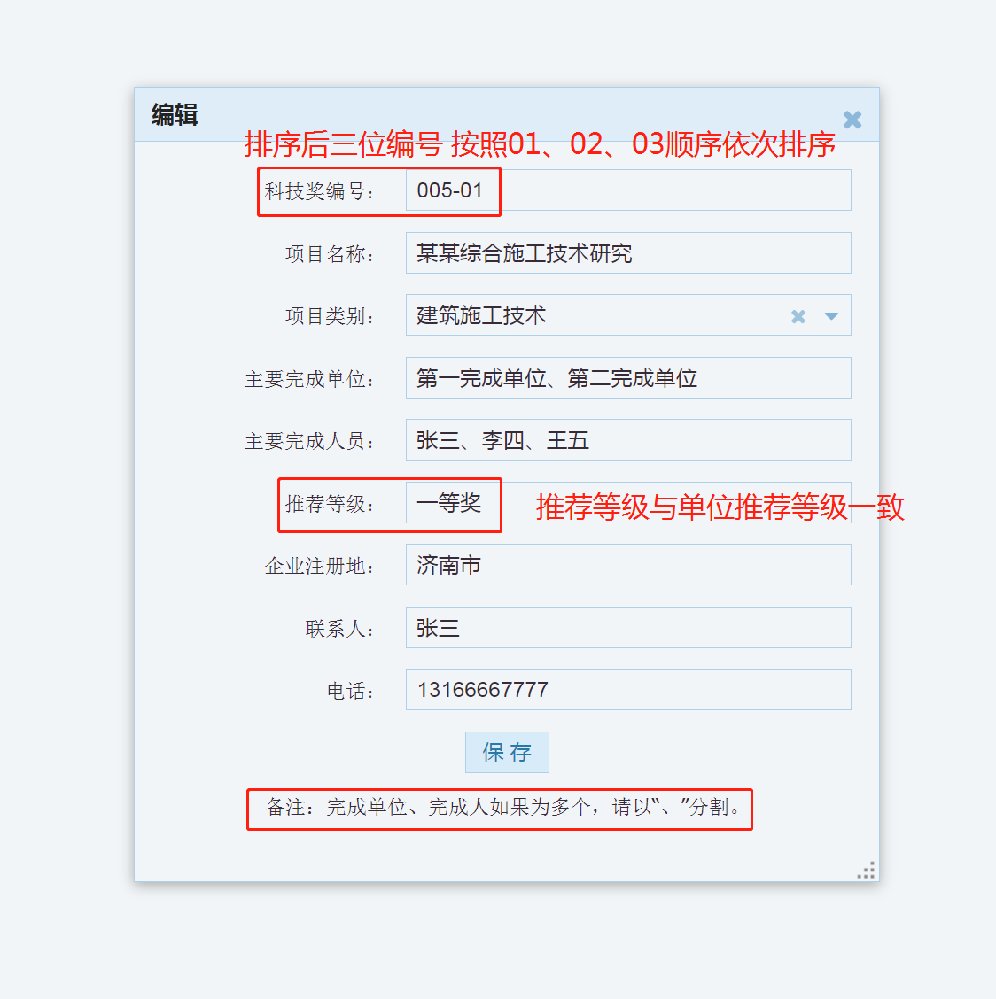 编辑
排序后三位编号 按照01、02、03顺序依次排序
科技奖编号： 005-01
项目名称： 某某综合施工技术研究
项目类别： 建筑施工技术
主要完成单位： 第一完成单位、第二完成单位
主要完成人员： 张三、李四、王五
推荐等级： 一等奖 推荐等级与单位推荐等级一致
企业注册地： 济南市
联系人： 张三
电话： 13166667777
保 存
备注：完成单位、完成人如果为多个，请以“、”分割。